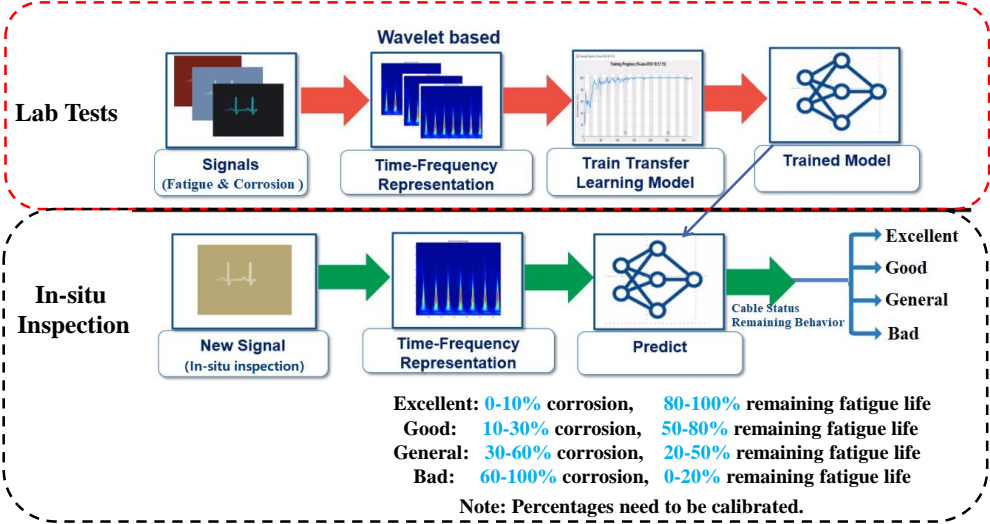 Wavelet based
Lab Tests
Signals
(Fatigue & Corrosion )
Time-Frequency
Representation
Train Transfer
Learning Model
Trained Model
In-situ
Inspection
New Signal
(In-situ inspection)
Time-Frequency
Representation
Predict
Cable Status
Remaining Behavior
Excellent
Good
General
Bad
Excellent: 0-10% corrosion, 80-100% remaining fatigue life
Good: 10-30% corrosion, 50-80% remaining fatigue life
General: 30-60% corrosion, 20-50% remaining fatigue life
Bad: 60-100% corrosion, 0-20% remaining fatigue life
Note: Percentages need to be calibrated.